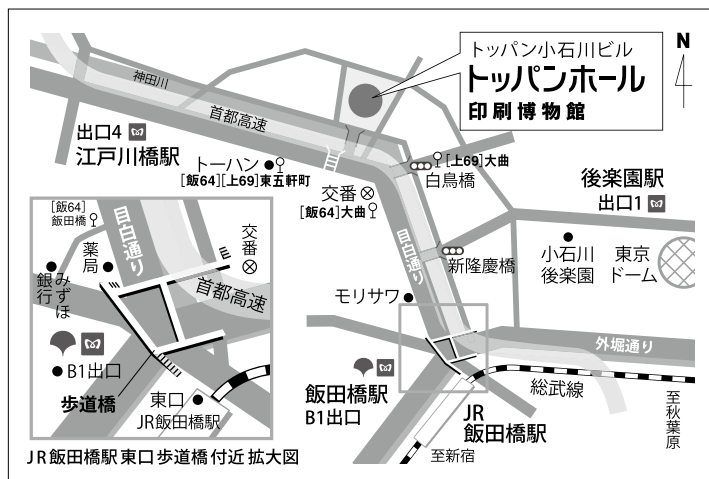 トッパン小石川ビル
トッパンホール
印刷博物館
N
神田川
首都高速
出口4
江戸川橋駅
トーハン
[飯64][上69]東五軒町
交番
[飯64]大曲
[上69]大曲
白鳥橋
後楽園駅
出口1
目白通り
新隆慶橋
小石川
後楽園
東京
ドーム
モリサワ
外堀通り
飯田橋駅
B1出口
JR
飯田橋駅
総武線
至秋葉原
至新宿
[飯64]
飯田橋
目白通り
交番
薬局
みずほ
銀行
首都高速
B1出口
歩道橋
東口
JR飯田橋駅
JR飯田橋駅東口歩道橋付近 拡大図